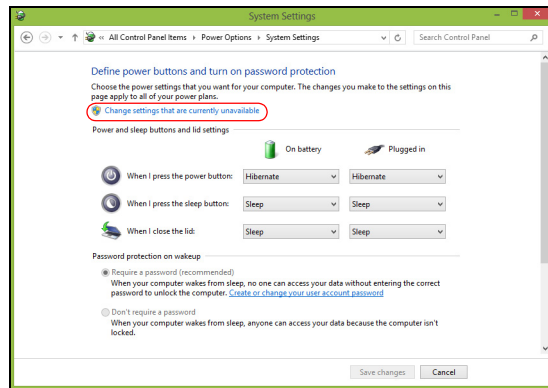 System Settings
« All Control Panel Items › Power Options › System Settings
Search Control Panel
Define power buttons and turn on password protection
Choose the power settings that you want for your computer. The changes you make to the settings on this
page apply to all of your power plans.
Change settings that are currently unavailable
Power and sleep buttons and lid settings
On battery Plugged in
When I press the power button: Hibernate Hibernate
When I press the sleep button: Sleep Sleep
When I close the lid: Sleep Sleep
Password protection on wakeup
Require a password (recommended)
When your computer wakes from sleep, no one can access your data without entering the correct
password to unlock the computer. Create or change your user account password
Don't require a password
When your computer wakes from sleep, anyone can access your data because the computer isn't
locked.
Save changes Cancel